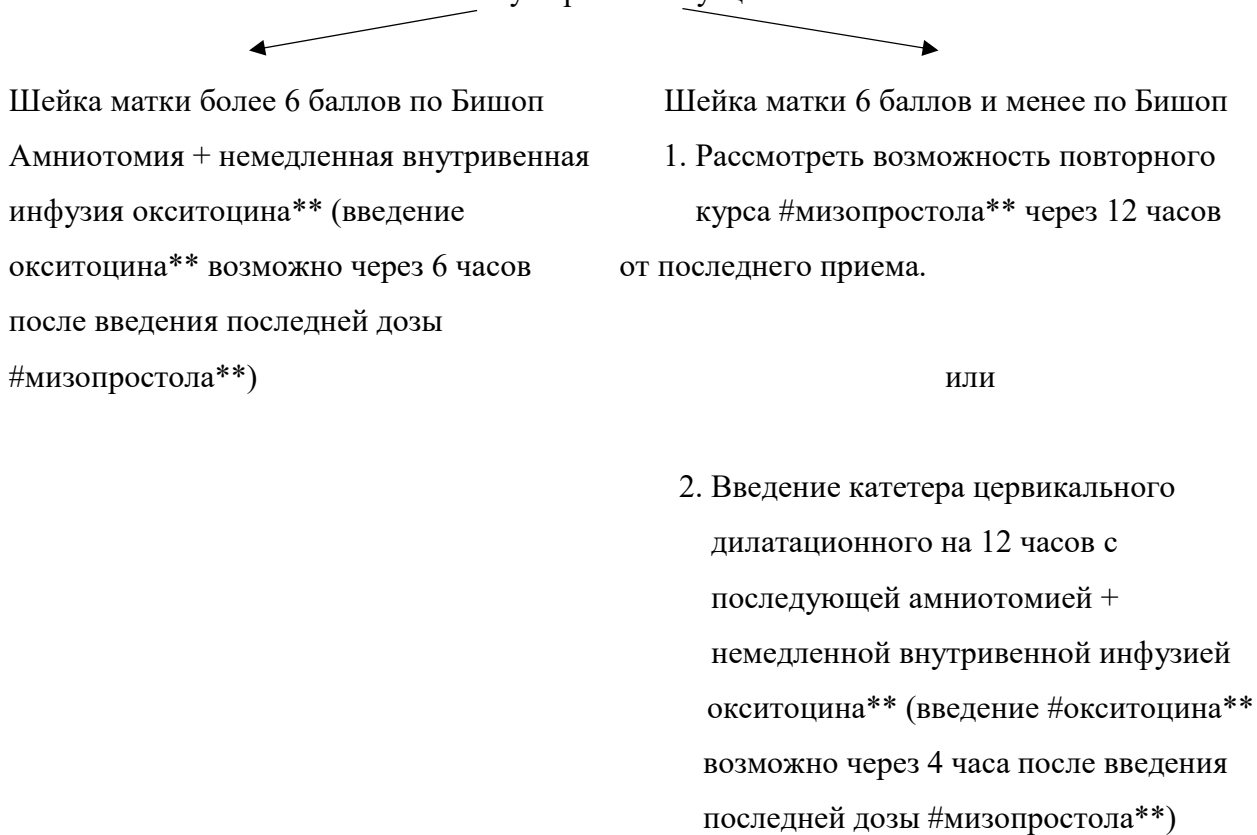 Шейка матки более 6 баллов по Бишоп
Амниотомия + немедленная внутривенная
инфузия окситоцина** (введение
окситоцина** возможно через 6 часов
после введения последней дозы
#мизопростола**)
Шейка матки 6 баллов и менее по Бишоп
1. Рассмотреть возможность повторного
курса #мизопростола** через 12 часов
от последнего приема.
или
2. Введение катетера цервикального
дилатационного на 12 часов с
последующей амниотомией +
немедленной внутривенной инфузией
окситоцина** (введение #окситоцина**
возможно через 4 часа после введения
последней дозы #мизопростола**)